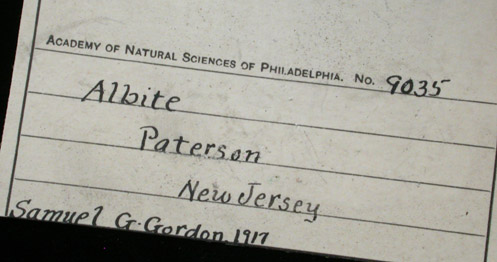 ACADEMY OF NATURAL SCIENCES OF PHILADELPHIA. NO. 9035
Albite
Paterson
New Jersey
Samuel G. Gordon 1917